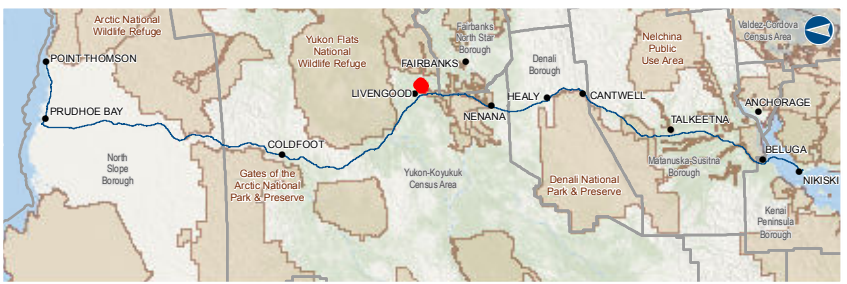 Arctic National
Wildlife Refuge
POINT THOMSON
PRUDHOE BAY
North
Slope
Borough
COLDFOOT
Gates of the
Arctic National
Park & Preserve
Yukon Flats
National
Wildlife Refuge
LIVENGOOD
FAIRBANKS
Fairbanks
North Star
Borough
NENANA
Yukon-Koyukuk
Census Area
Denali
Borough
HEALY
CANTWELL
Denali National
Park & Preserve
Nelchina
Public
Use Area
TALKEETNA
Matanuska-Susitna
Borough
Valdez-Cordova
Census Area
ANCHORAGE
BELUGA
NIKISKI
Kenai
Peninsula
Borough